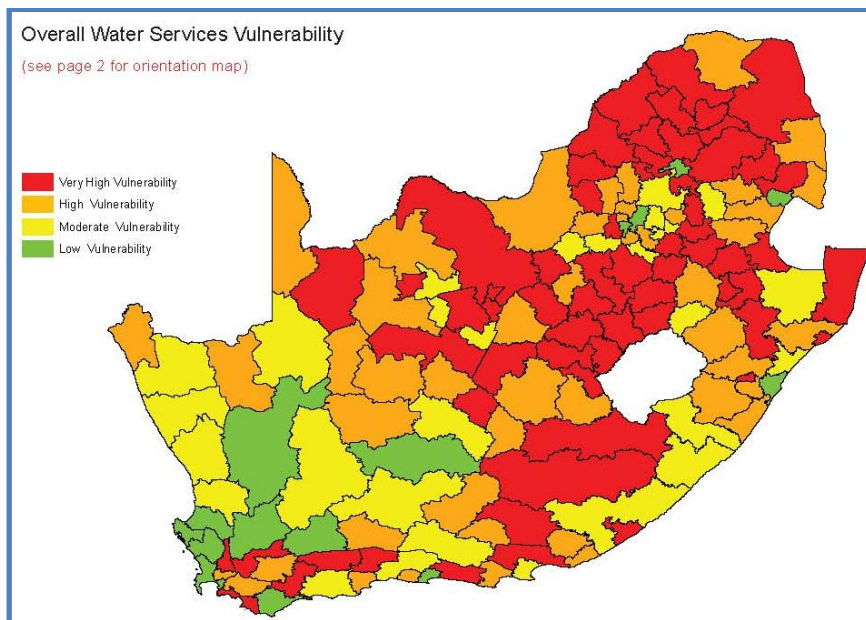 Overall Water Services Vulnerability
(see page 2 for orientation map)
Very High Vulnerability
High Vulnerability
Moderate Vulnerability
Low Vulnerability